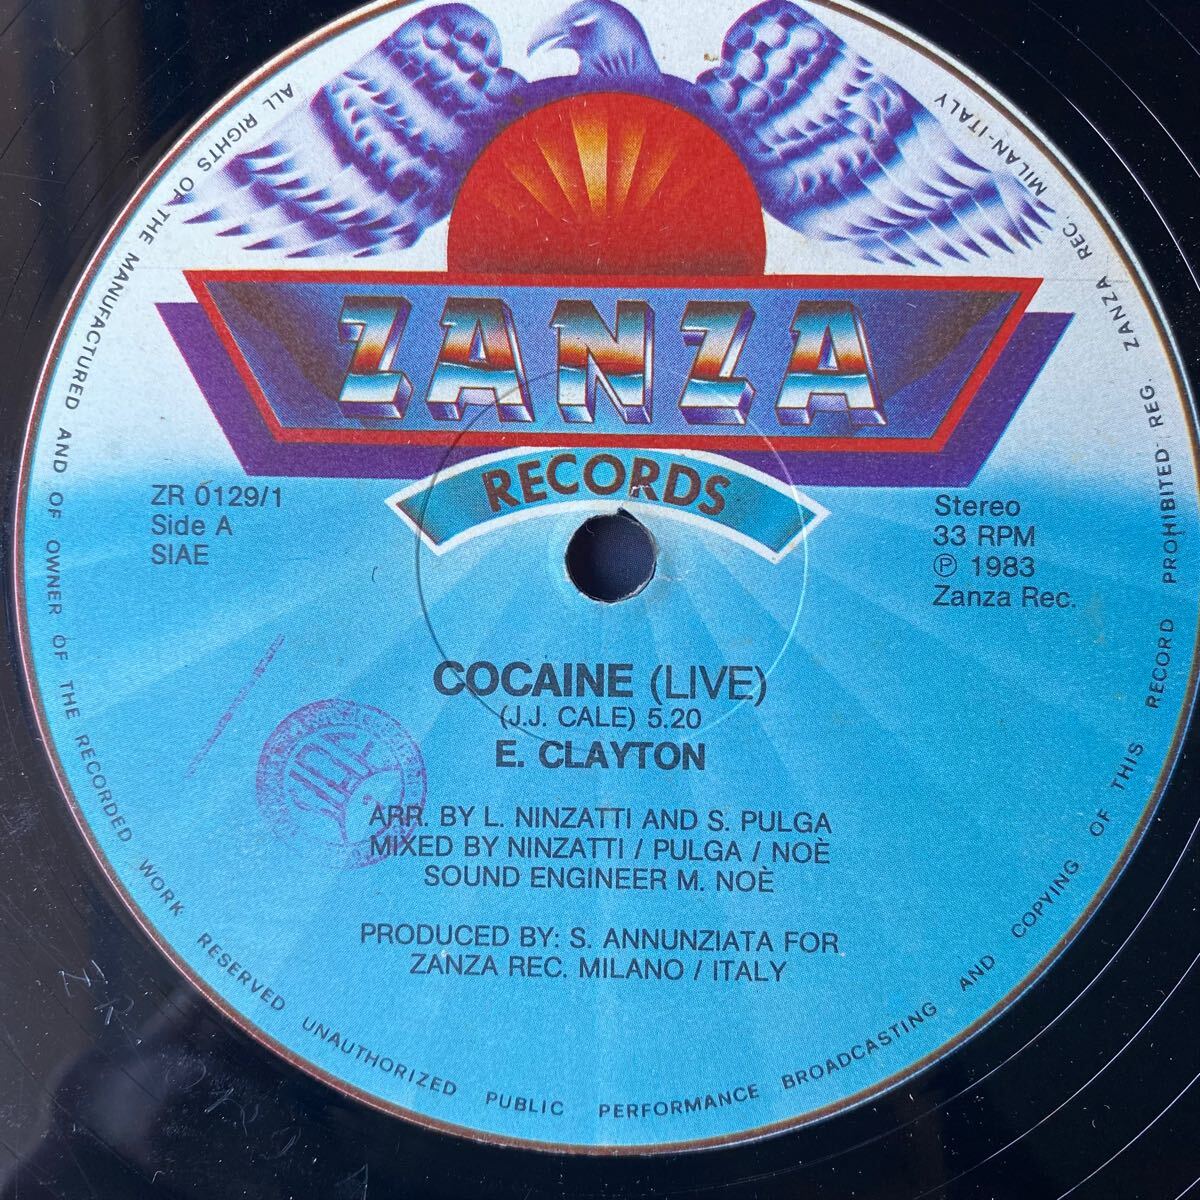 ZANZA
RECORDS
ZR 0129/1
Side A
SIAE
Stereo
33 RPM
℗ 1983
Zanza Rec.
COCAINE (LIVE)
(J.J. CALE) 5.20
E. CLAYTON
ARR. BY L. NINZATTI AND S. PULGA
MIXED BY NINZATTI / PULGA / NOÈ
SOUND ENGINEER M. NOÈ
PRODUCED BY: S. ANNUNZIATA FOR
ZANZA REC. MILANO / ITALY
ALL RIGHTS OF THE MANUFACTURED AND OF OWNER OF THE RECORDED WORK RESERVED UNAUTHORIZED PUBLIC PERFORMANCE BROADCASTING AND COPYING OF THIS RECORD PROHIBITED REG. ZANZA REC. MILAN-ITALY